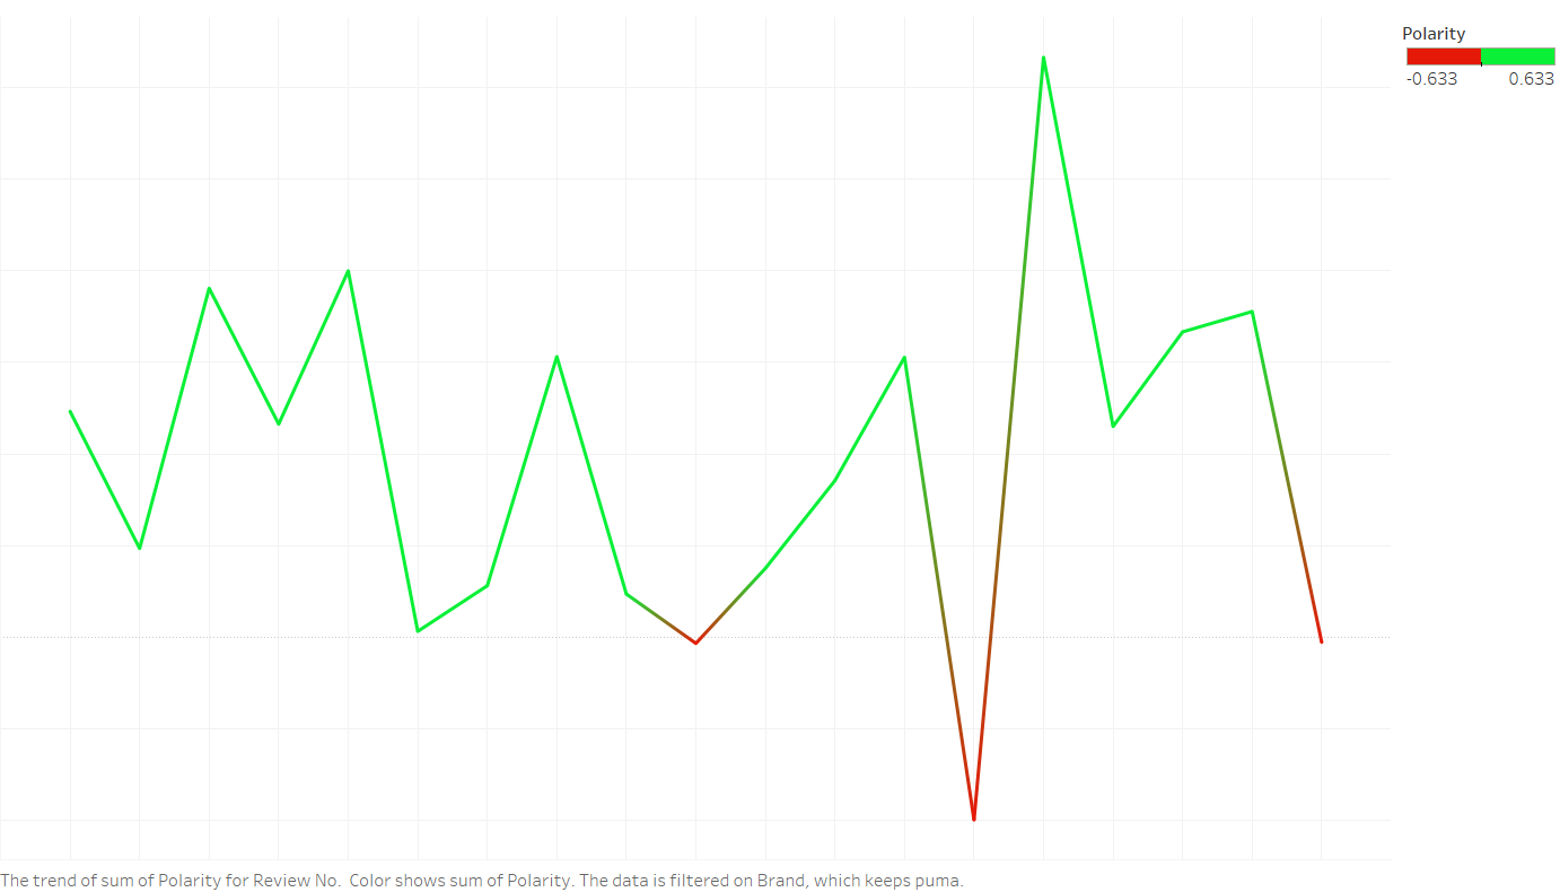 Polarity
-0.633 0.633
The trend of sum of Polarity for Review No.  Color shows sum of Polarity. The data is filtered on Brand, which keeps puma.